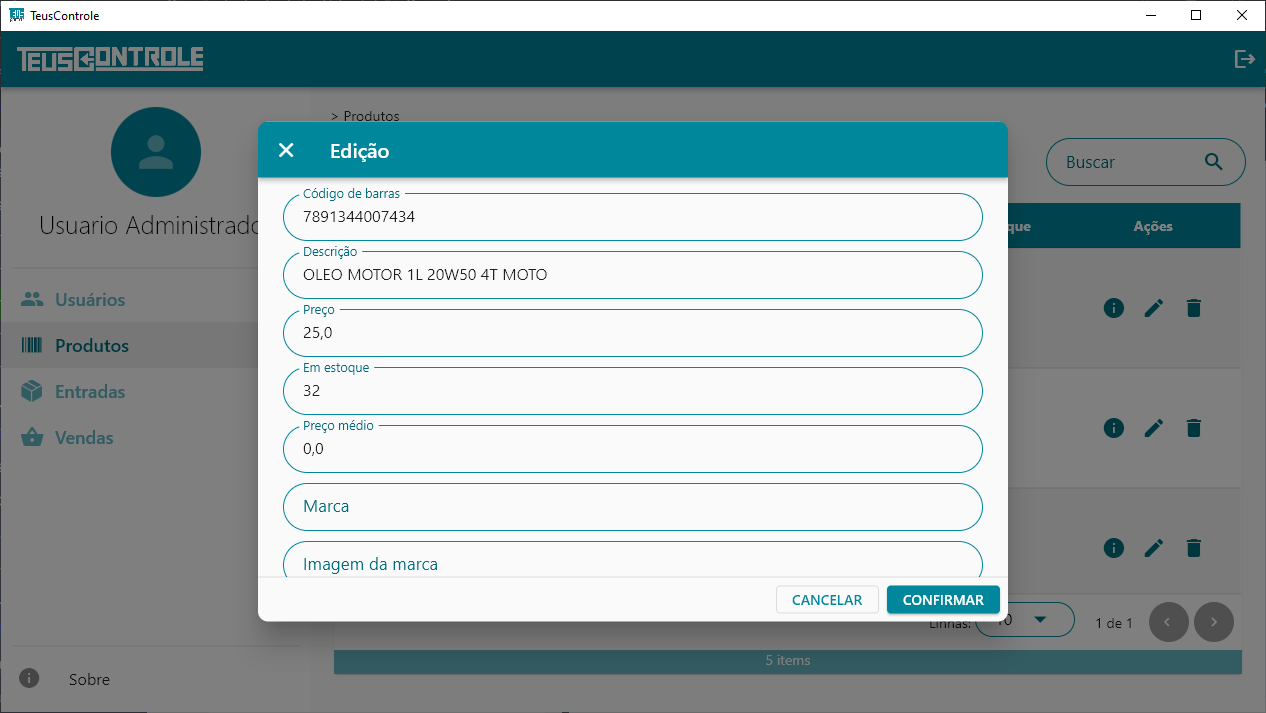 TeusControle
TEUSCONTROLE
> Produtos
Usuario Administrado
Usuários
Produtos
Entradas
Vendas
Sobre
Buscar
que
Ações
Edição
Código de barras
7891344007434
Descrição
OLEO MOTOR 1L 20W50 4T MOTO
Preço
25,0
Em estoque
32
Preço médio
0,0
Marca
Imagem da marca
CANCELAR
CONFIRMAR
Linhas:
1 de 1
5 items